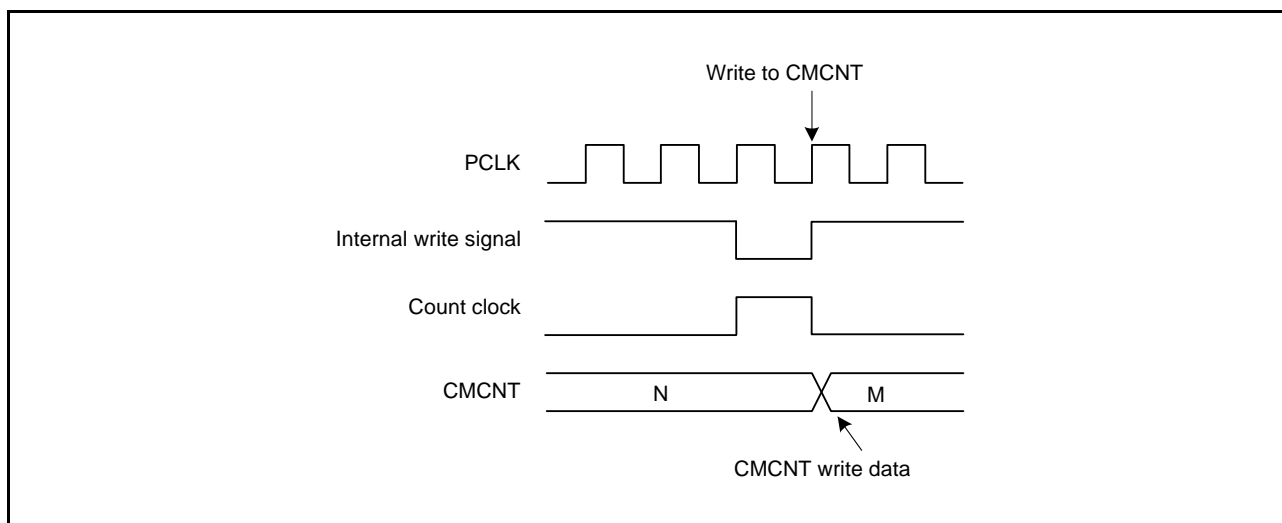 Write to CMCNT
PCLK
Internal write signal
Count clock
CMCNT
N
M
CMCNT write data